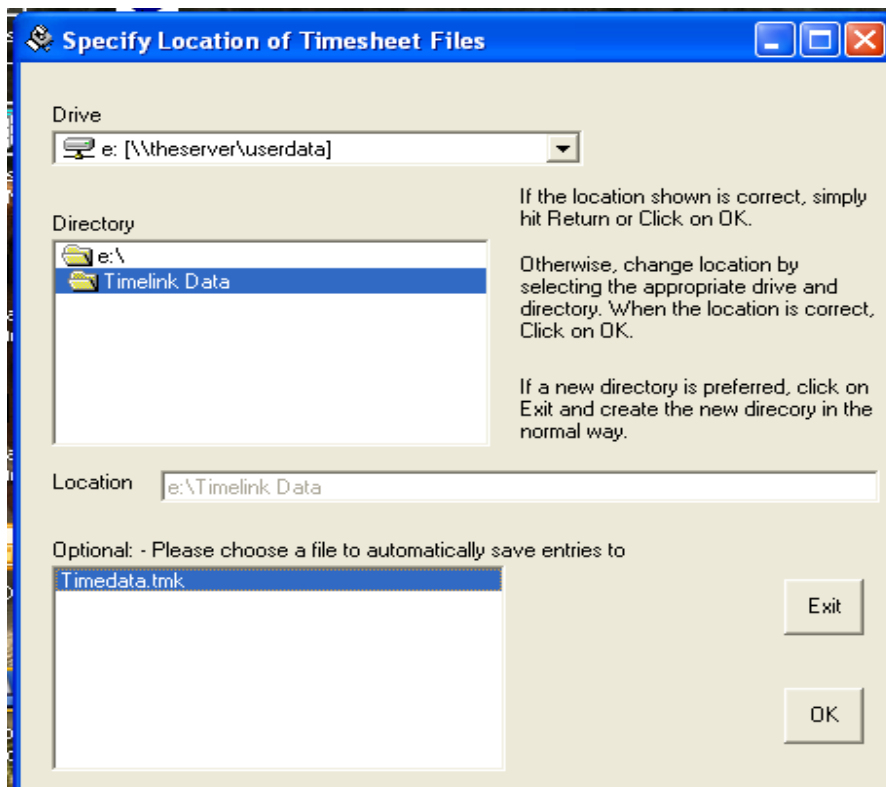 Specify Location of Timesheet Files
Drive
e: [\\theserver\userdata]
If the location shown is correct, simply
hit Return or Click on OK.
Directory
e:\
Timelink Data
Otherwise, change location by
selecting the appropriate drive and
directory. When the location is correct,
Click on OK.
If a new directory is preferred, click on
Exit and create the new direcory in the
normal way.
Location
e:\Timelink Data
Optional: - Please choose a file to automatically save entries to
Timedata.tmk
Exit
OK